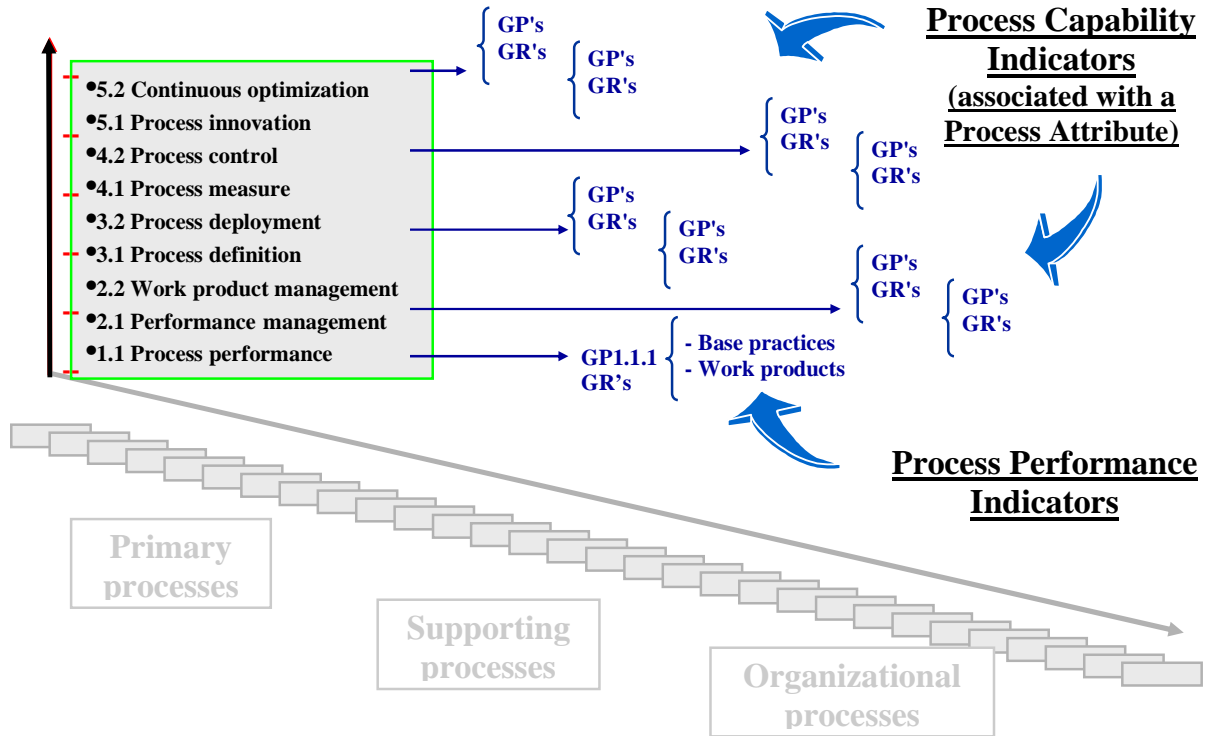 GP's
GR's
GP's
GR's
Process Capability
Indicators
(associated with a
Process Attribute)
•5.2 Continuous optimization
•5.1 Process innovation
•4.2 Process control
•4.1 Process measure
•3.2 Process deployment
•3.1 Process definition
•2.2 Work product management
•2.1 Performance management
•1.1 Process performance
GP's
GR's
GP's
GR's
GP's
GR's
GP's
GR's
GP's
GR's
GP's
GR's
GP1.1.1
GR’s
- Base practices
- Work products
Process Performance
Indicators
Primary
processes
Supporting
processes
Organizational
processes